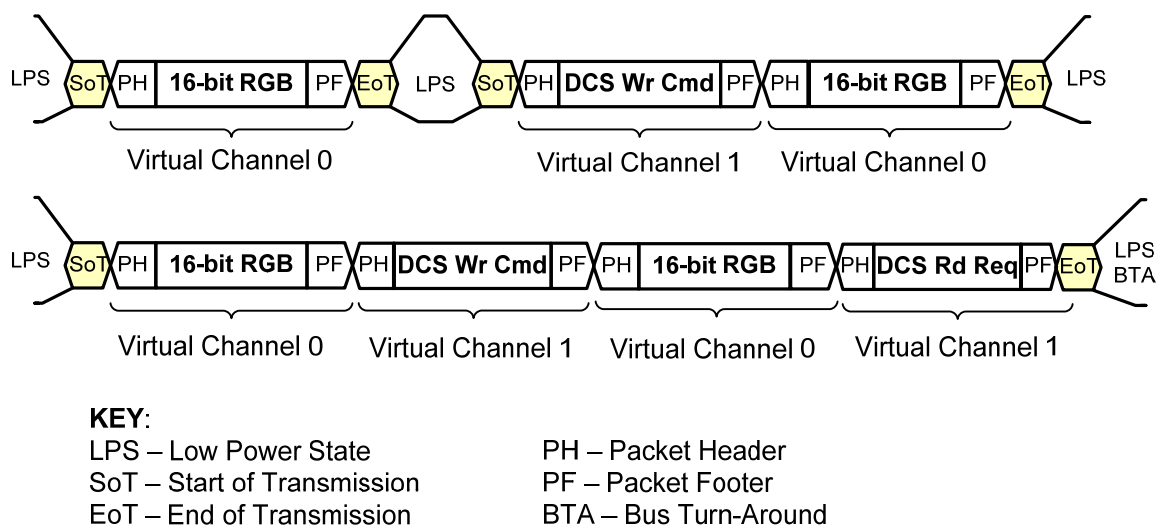 LPS SoT PH 16-bit RGB PF EoT LPS SoT PH DCS Wr Cmd PF PH 16-bit RGB PF EoT LPS
Virtual Channel 0 Virtual Channel 1 Virtual Channel 0
LPS SoT PH 16-bit RGB PF PH DCS Wr Cmd PF PH 16-bit RGB PF PH DCS Rd Req PF EoT LPS
BTA
Virtual Channel 0 Virtual Channel 1 Virtual Channel 0 Virtual Channel 1
KEY:
LPS – Low Power State PH – Packet Header
SoT – Start of Transmission PF – Packet Footer
EoT – End of Transmission BTA – Bus Turn-Around